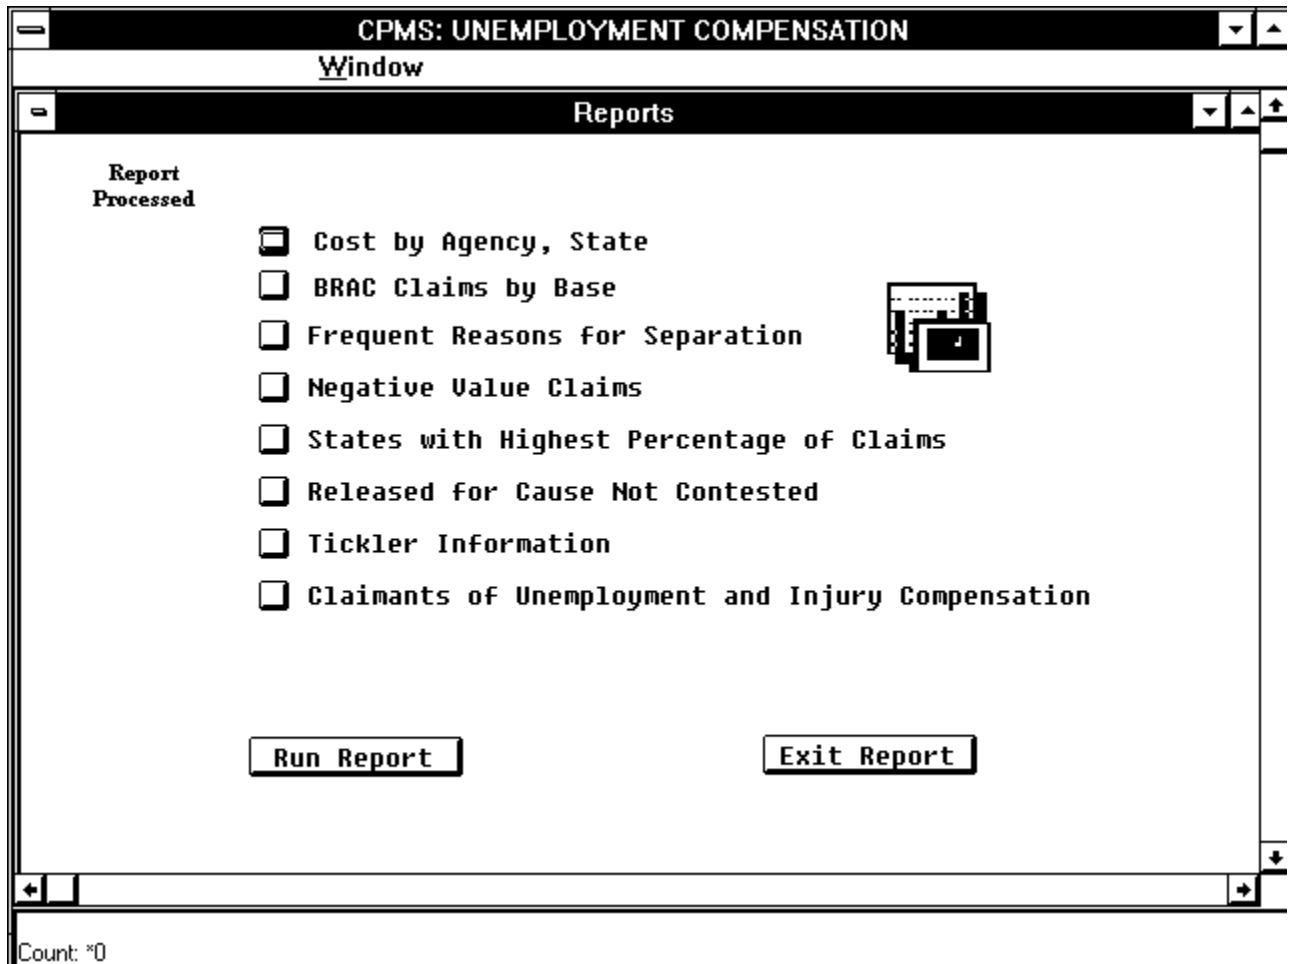 CPMS: UNEMPLOYMENT COMPENSATION
Window
Reports
Report
Processed
Cost by Agency, State
BRAC Claims by Base
Frequent Reasons for Separation
Negative Value Claims
States with Highest Percentage of Claims
Released for Cause Not Contested
Tickler Information
Claimants of Unemployment and Injury Compensation
Run Report
Exit Report
Count: *0